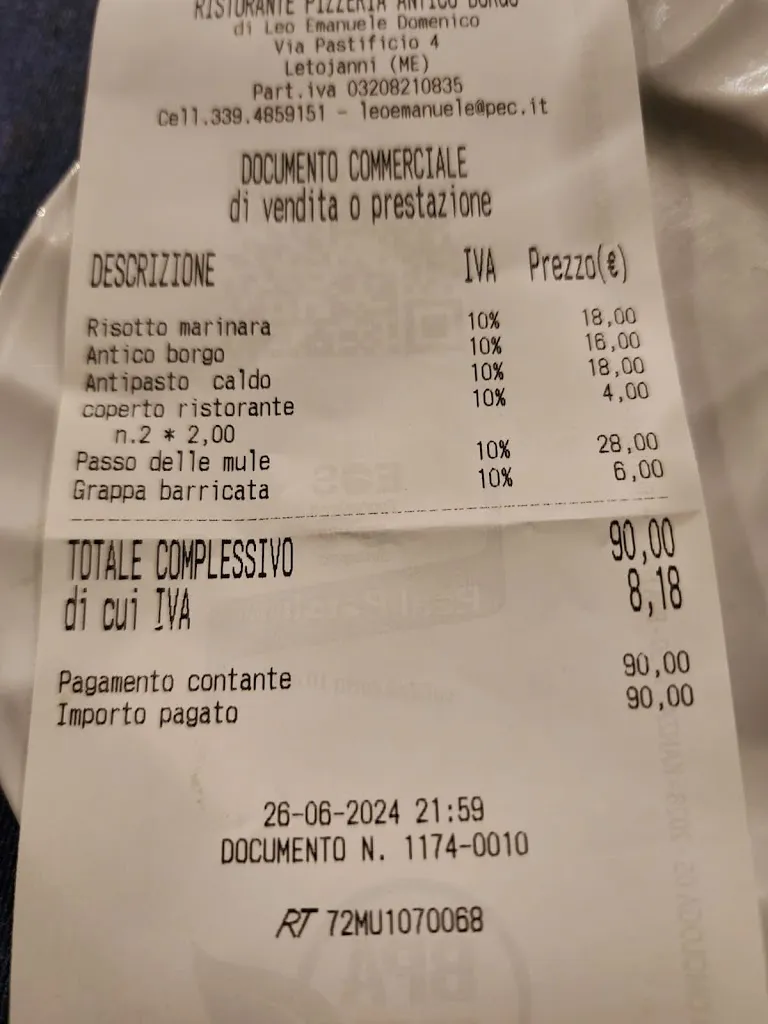 RISTORANTE PIZZERIA ANTICO BORGO
di Leo Emanuele Domenico
Via Pastificio 4
Letojanni (ME)
Part.iva 03208210835
Cell.339.4859151 - leoemanuele@pec.it
DOCUMENTO COMMERCIALE
di vendita o prestazione
DESCRIZIONE IVA Prezzo(€)
Risotto marinara 10% 18,00
Antico borgo 10% 16,00
Antipasto caldo 10% 18,00
coperto ristorante 10% 4,00
n.2 * 2,00
Passo delle mule 10% 28,00
Grappa barricata 10% 6,00
TOTALE COMPLESSIVO 90,00
di cui IVA 8,18
Pagamento contante 90,00
Importo pagato 90,00
26-06-2024 21:59
DOCUMENTO N. 1174-0010
RT 72MU1070068